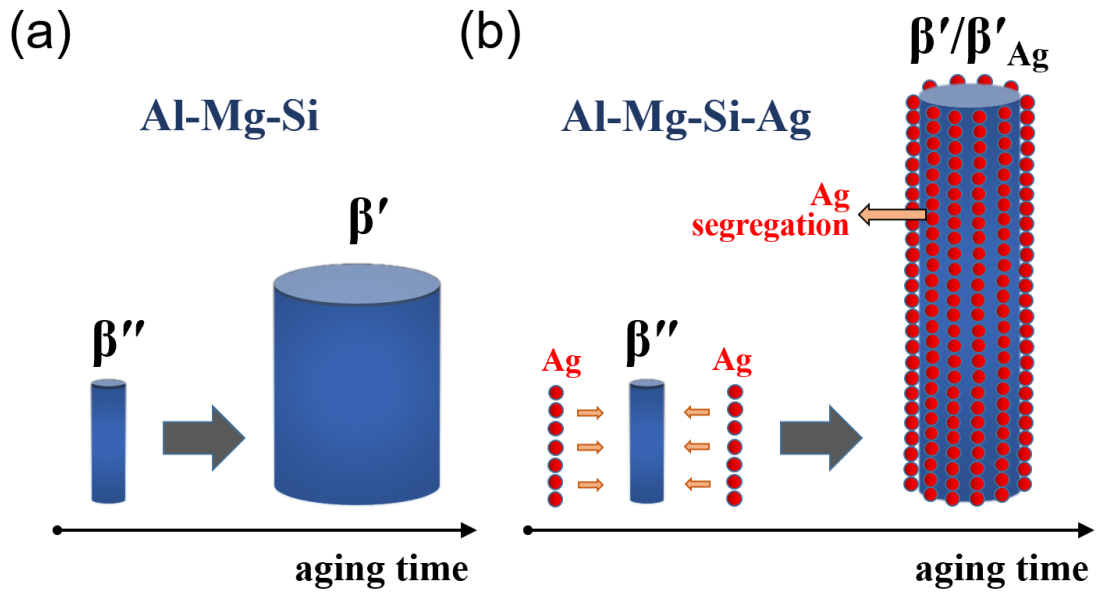 (a)
Al-Mg-Si
β′
β″
aging time
(b)
β′/β′Ag
Al-Mg-Si-Ag
Ag
segregation
β″
Ag
Ag
aging time